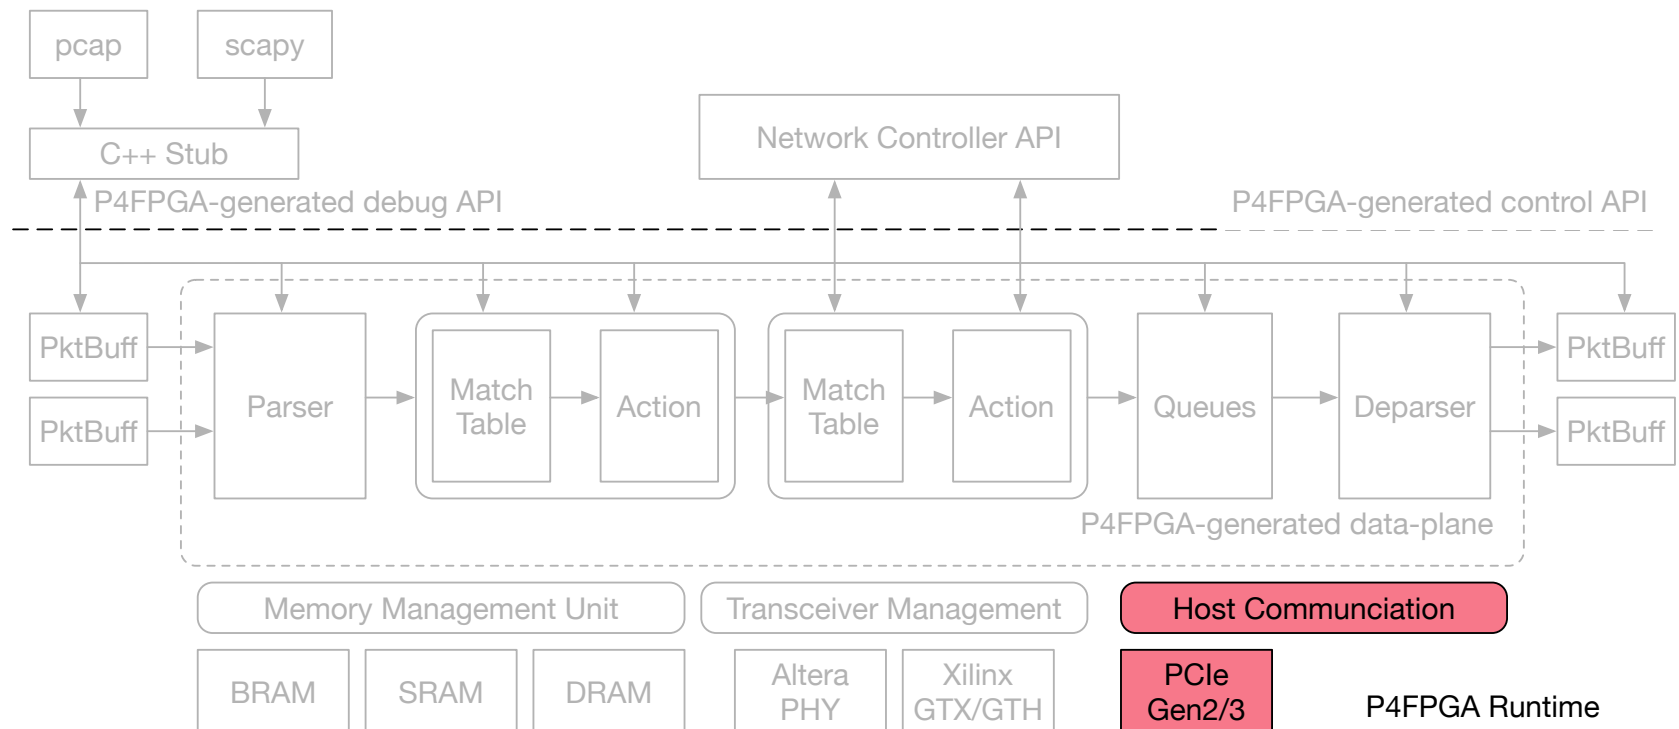 pcap
scapy
C++ Stub
Network Controller API
P4FPGA-generated debug API
P4FPGA-generated control API
PktBuff
PktBuff
Parser
Match
Table
Action
Match
Table
Action
Queues
Deparser
PktBuff
PktBuff
P4FPGA-generated data-plane
Memory Management Unit
Transceiver Management
Host Communciation
BRAM
SRAM
DRAM
Altera
PHY
Xilinx
GTX/GTH
PCIe
Gen2/3
P4FPGA Runtime